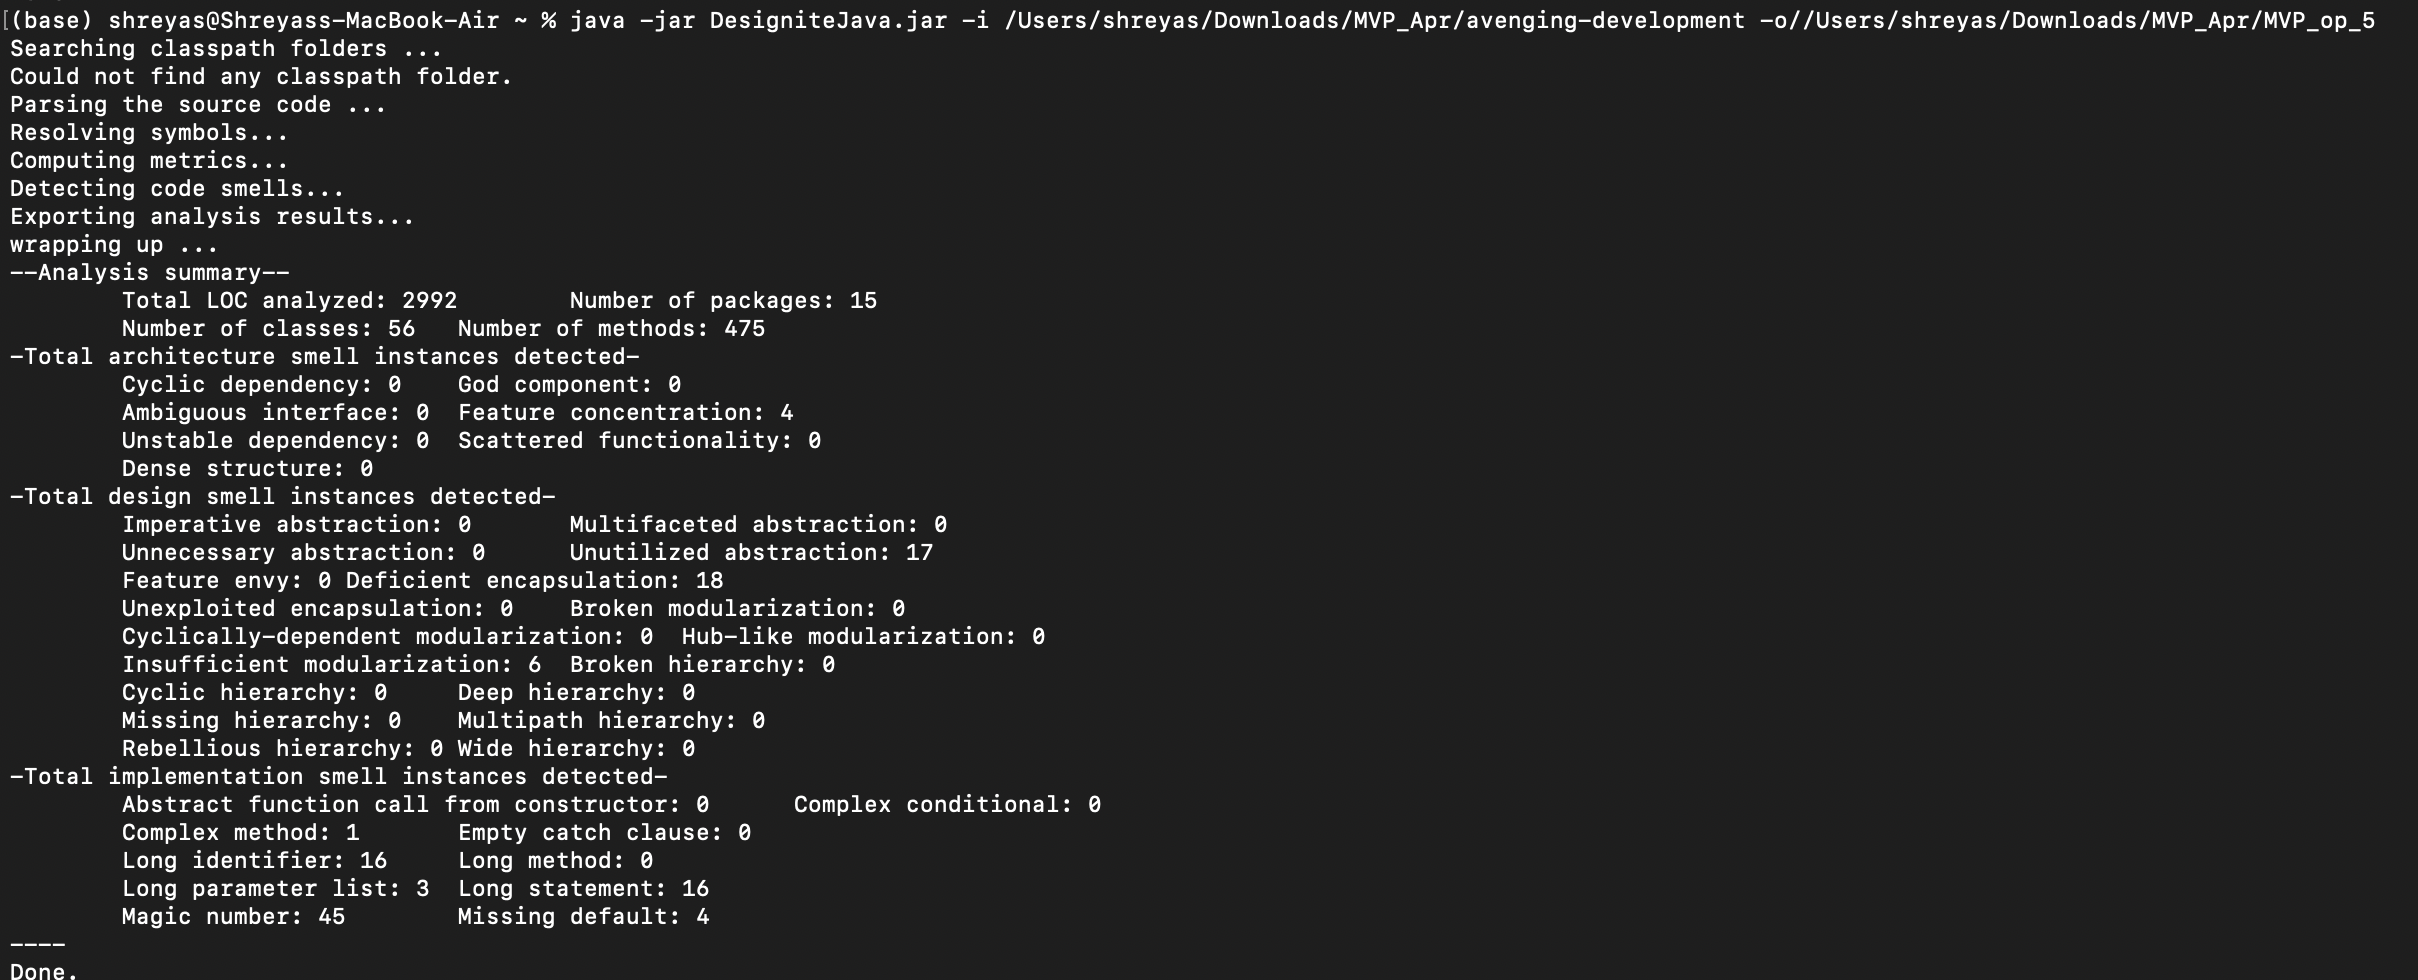 [(base) shreyas@Shreyass-MacBook-Air ~ % java -jar DesigniteJava.jar -i /Users/shreyas/Downloads/MVP_Apr/avenging-development -o//Users/shreyas/Downloads/MVP_Apr/MVP_op_5
Searching classpath folders ...
Could not find any classpath folder.
Parsing the source code ...
Resolving symbols...
Computing metrics...
Detecting code smells...
Exporting analysis results...
wrapping up ...
--Analysis summary--
Total LOC analyzed: 2992 Number of packages: 15
Number of classes: 56 Number of methods: 475
-Total architecture smell instances detected-
Cyclic dependency: 0 God component: 0
Ambiguous interface: 0 Feature concentration: 4
Unstable dependency: 0 Scattered functionality: 0
Dense structure: 0
-Total design smell instances detected-
Imperative abstraction: 0 Multifaceted abstraction: 0
Unnecessary abstraction: 0 Unutilized abstraction: 17
Feature envy: 0 Deficient encapsulation: 18
Unexploited encapsulation: 0 Broken modularization: 0
Cyclically-dependent modularization: 0 Hub-like modularization: 0
Insufficient modularization: 6 Broken hierarchy: 0
Cyclic hierarchy: 0 Deep hierarchy: 0
Missing hierarchy: 0 Multipath hierarchy: 0
Rebellious hierarchy: 0 Wide hierarchy: 0
-Total implementation smell instances detected-
Abstract function call from constructor: 0 Complex conditional: 0
Complex method: 1 Empty catch clause: 0
Long identifier: 16 Long method: 0
Long parameter list: 3 Long statement: 16
Magic number: 45 Missing default: 4
----
Done.